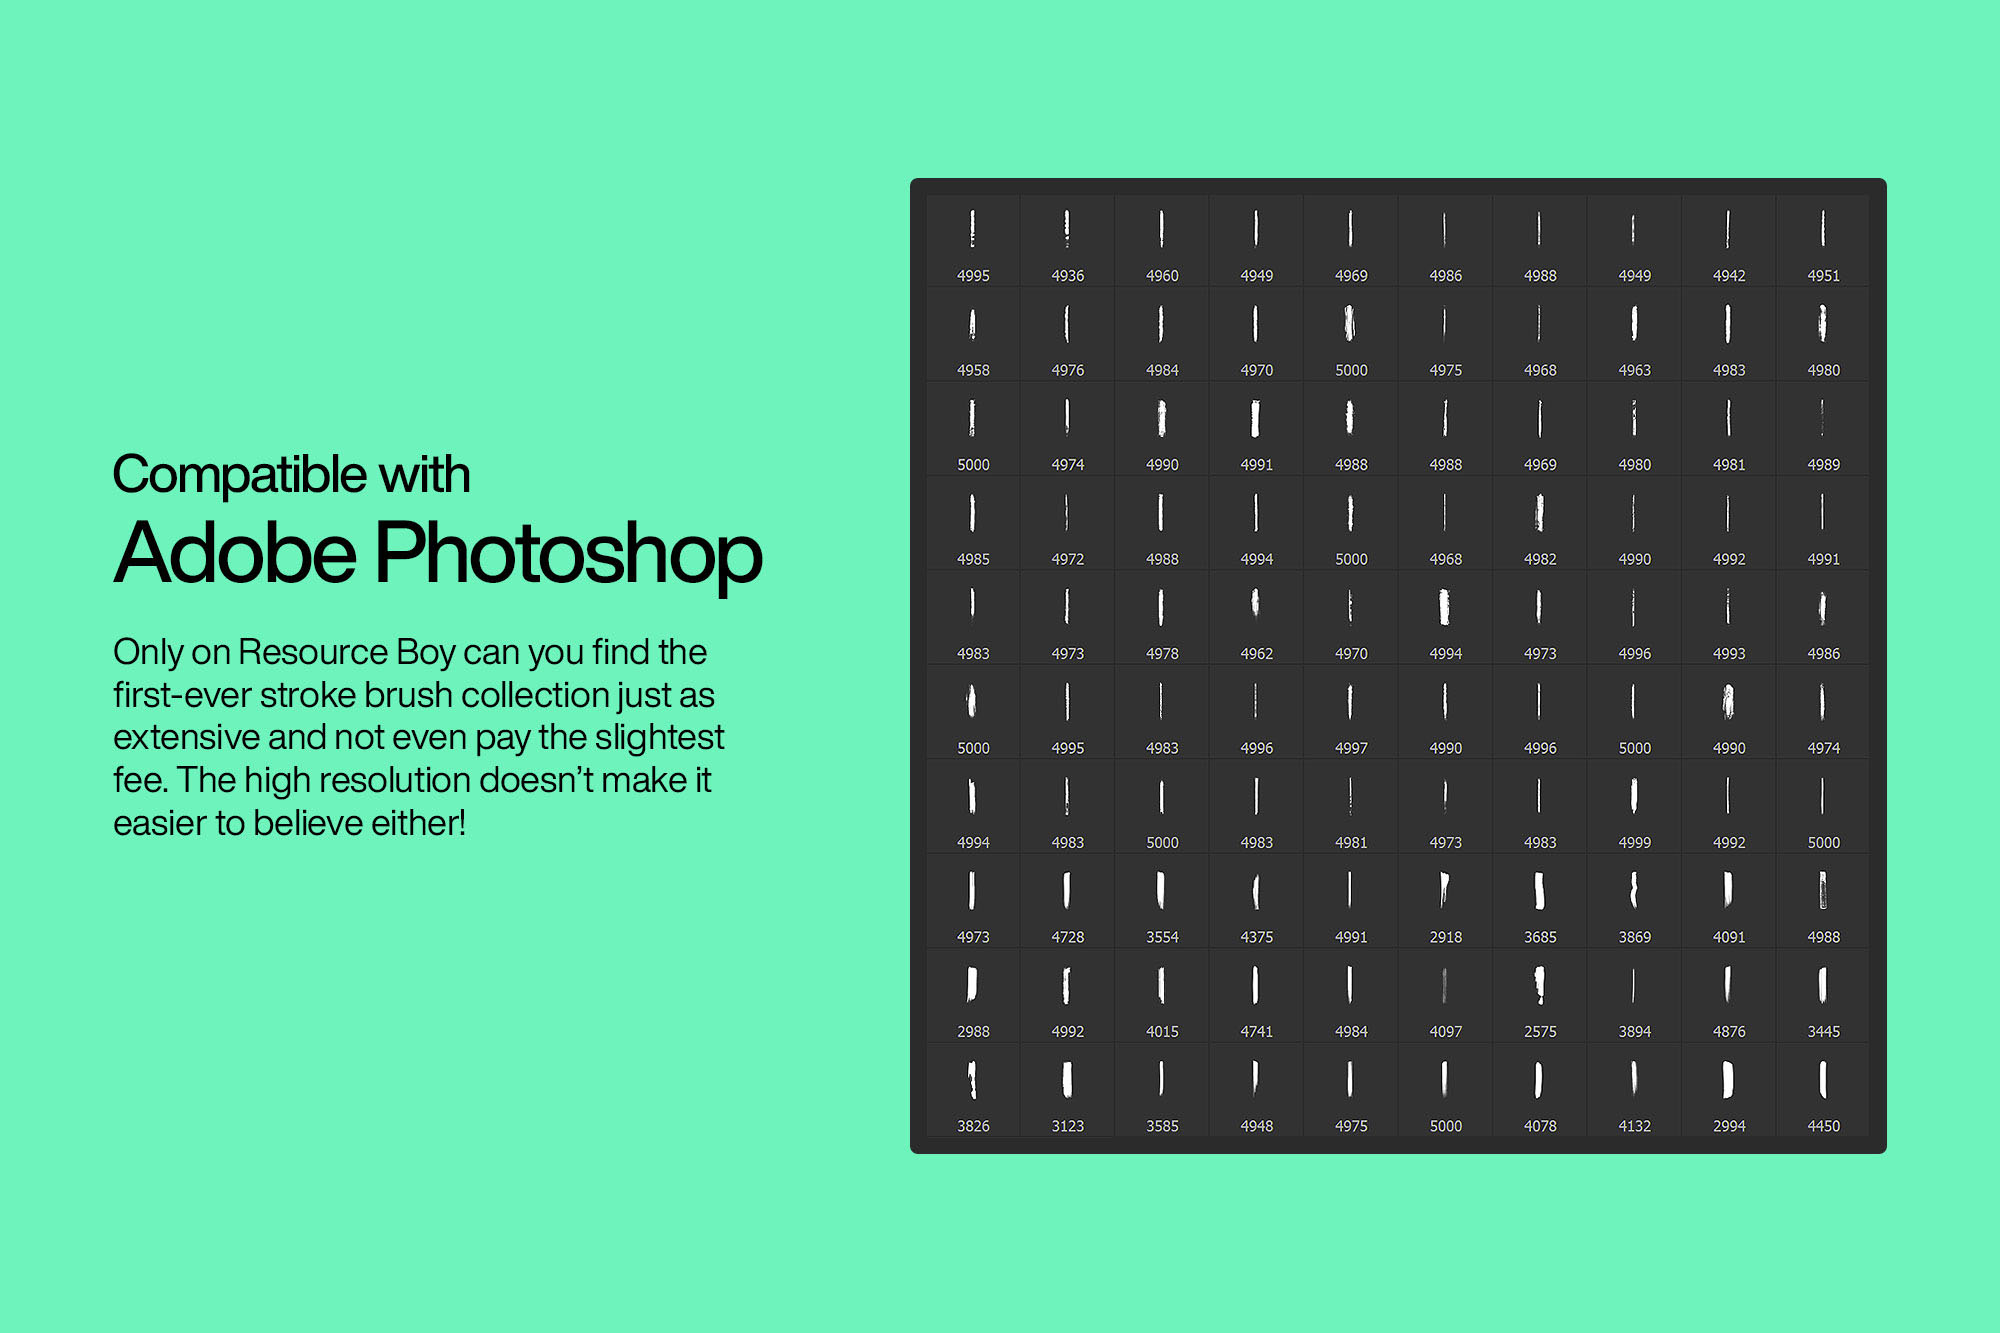 Compatible with
Adobe Photoshop
Only on Resource Boy can you find the
first-ever stroke brush collection just as
extensive and not even pay the slightest
fee. The high resolution doesn’t make it
easier to believe either!
4995 4936 4960 4949 4969 4986 4988 4949 4942 4951
4958 4976 4984 4970 5000 4975 4968 4963 4983 4980
5000 4974 4990 4991 4988 4988 4969 4980 4981 4989
4985 4972 4988 4994 5000 4968 4982 4990 4992 4991
4983 4973 4978 4962 4970 4994 4973 4996 4993 4986
5000 4995 4983 4996 4997 4990 4996 5000 4990 4974
4994 4983 5000 4983 4981 4973 4983 4999 4992 5000
4973 4728 3554 4375 4991 2918 3685 3869 4091 4988
2988 4992 4015 4741 4984 4097 2575 3894 4876 3445
3826 3123 3585 4948 4975 5000 4078 4132 2994 4450